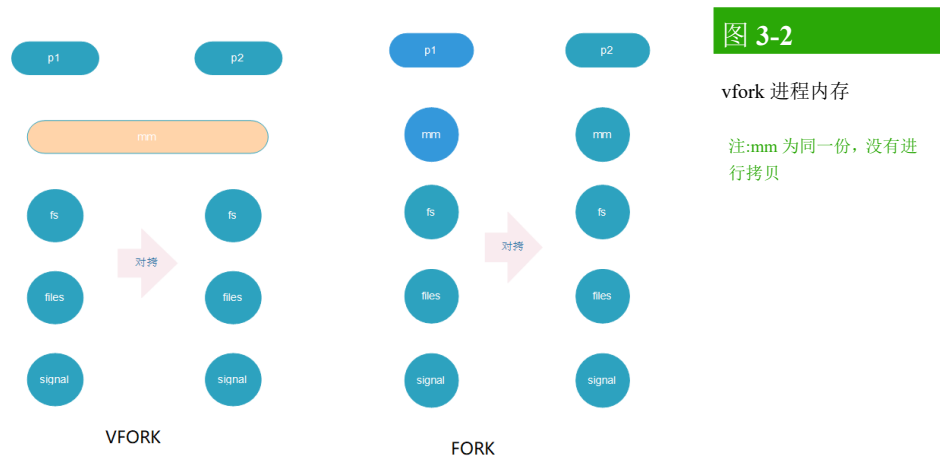 p1
p2
mm
fs
fs
对拷
files
files
signal
signal
VFORK
p1
p2
mm
mm
fs
fs
对拷
files
files
signal
signal
FORK
图 3-2
vfork 进程内存
注:mm 为同一份，没有进
行拷贝